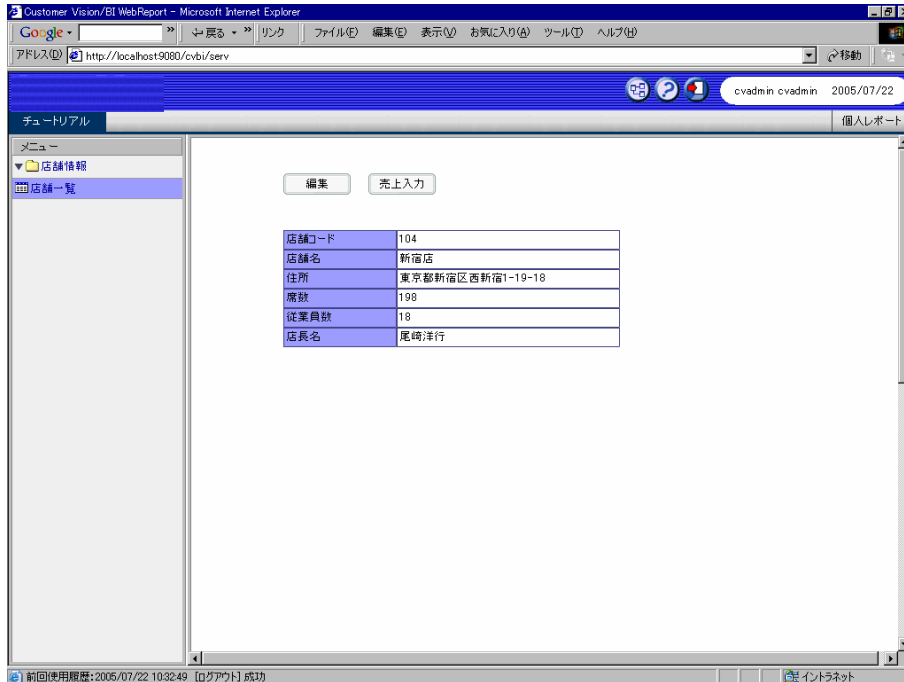 Customer Vision/BI WebReport - Microsoft Internet Explorer
Google
戻る
リンク
ファイル(F) 編集(E) 表示(V) お気に入り(A) ツール(T) ヘルプ(H)
アドレス(D) http://localhost:9080/cvbi/serv
移動
cvadmin cvadmin 2005/07/22
チュートリアル
個人レポート
メニュー
店舗情報
店舗一覧
編集 売上入力
店舗コード 104
店舗名 新宿店
住所 東京都新宿区西新宿1-19-18
席数 198
従業員数 18
店長名 尾崎洋行
前回使用履歴:2005/07/22 10:32:49 [ログアウト] 成功
イントラネット